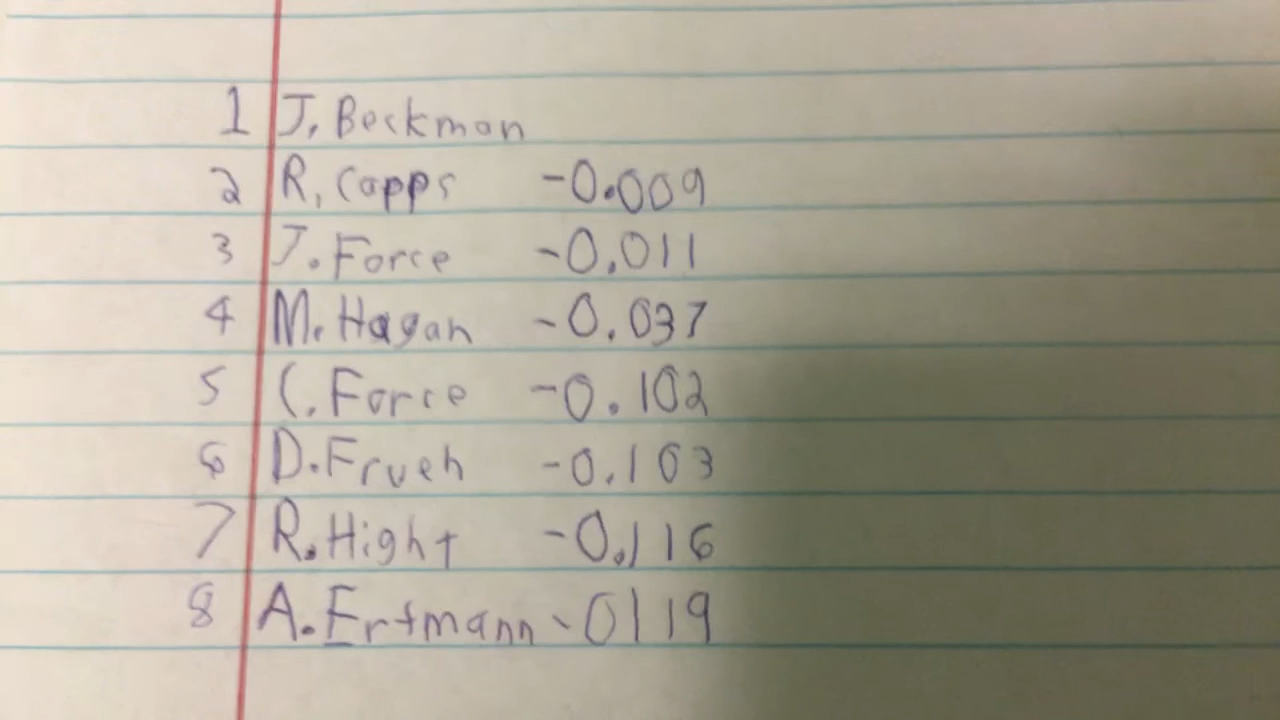 1 J. Beckman
2 R. Capps -0.009
3 J. Force -0.011
4 M. Hagan -0.037
5 C. Force -0.102
6 D. Frueh -0.103
7 R. Hight -0.116
8 A. Ertmann -0119